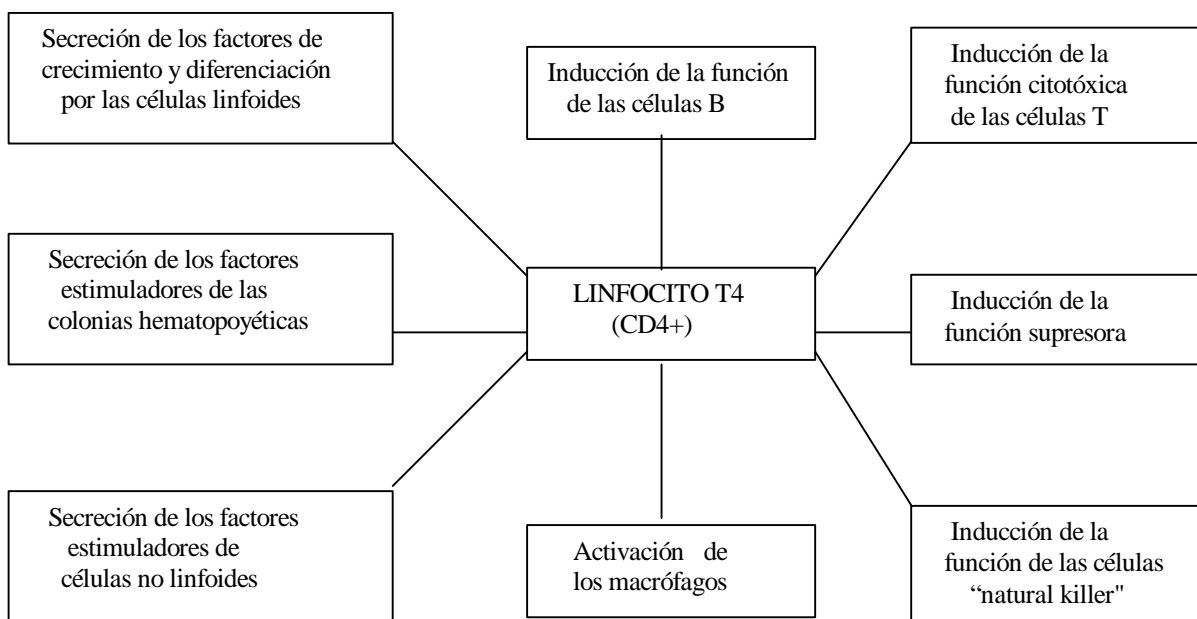 Secreción de los factores de
crecimiento y diferenciación
por las células linfoides
Inducción de la función
de las células B
Inducción de la
función citotóxica
de las células T
Secreción de los factores
estimuladores de las
colonias hematopoyéticas
LINFOCITO T4
(CD4+)
Inducción de la
función supresora
Secreción de los factores
estimuladores de
células no linfoides
Activación de
los macrófagos
Inducción de la
función de las células
“natural killer"